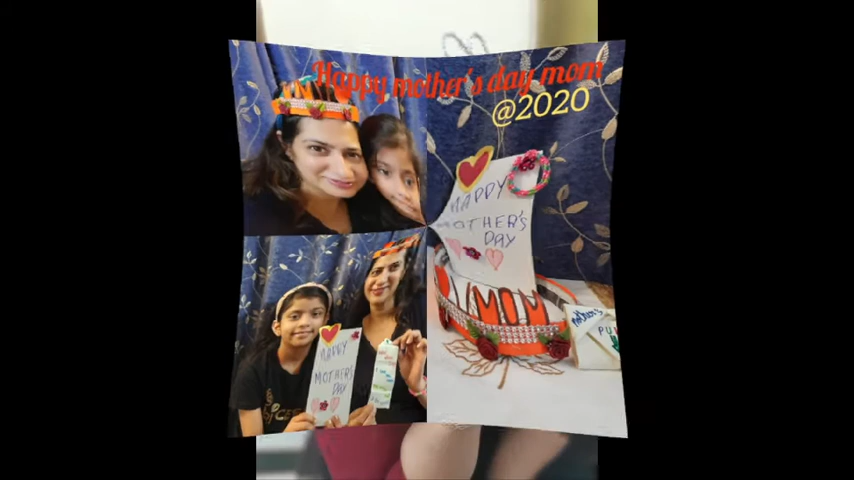 Happy mother's day mom
@2020
HAPPY
MOTHER'S
DAY
MOM
HAPPY
MOTHER'S
DAY